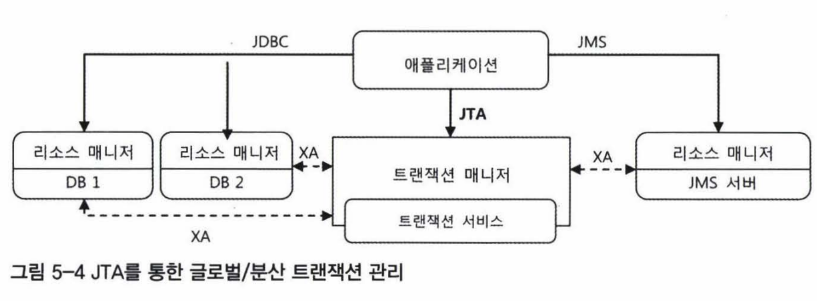 JDBC
JMS
애플리케이션
JTA
리소스 매니저
DB 1
리소스 매니저
DB 2
XA
트랜잭션 매니저
트랜잭션 서비스
XA
리소스 매니저
JMS 서버
XA
그림 5-4 JTA를 통한 글로벌/분산 트랜잭션 관리